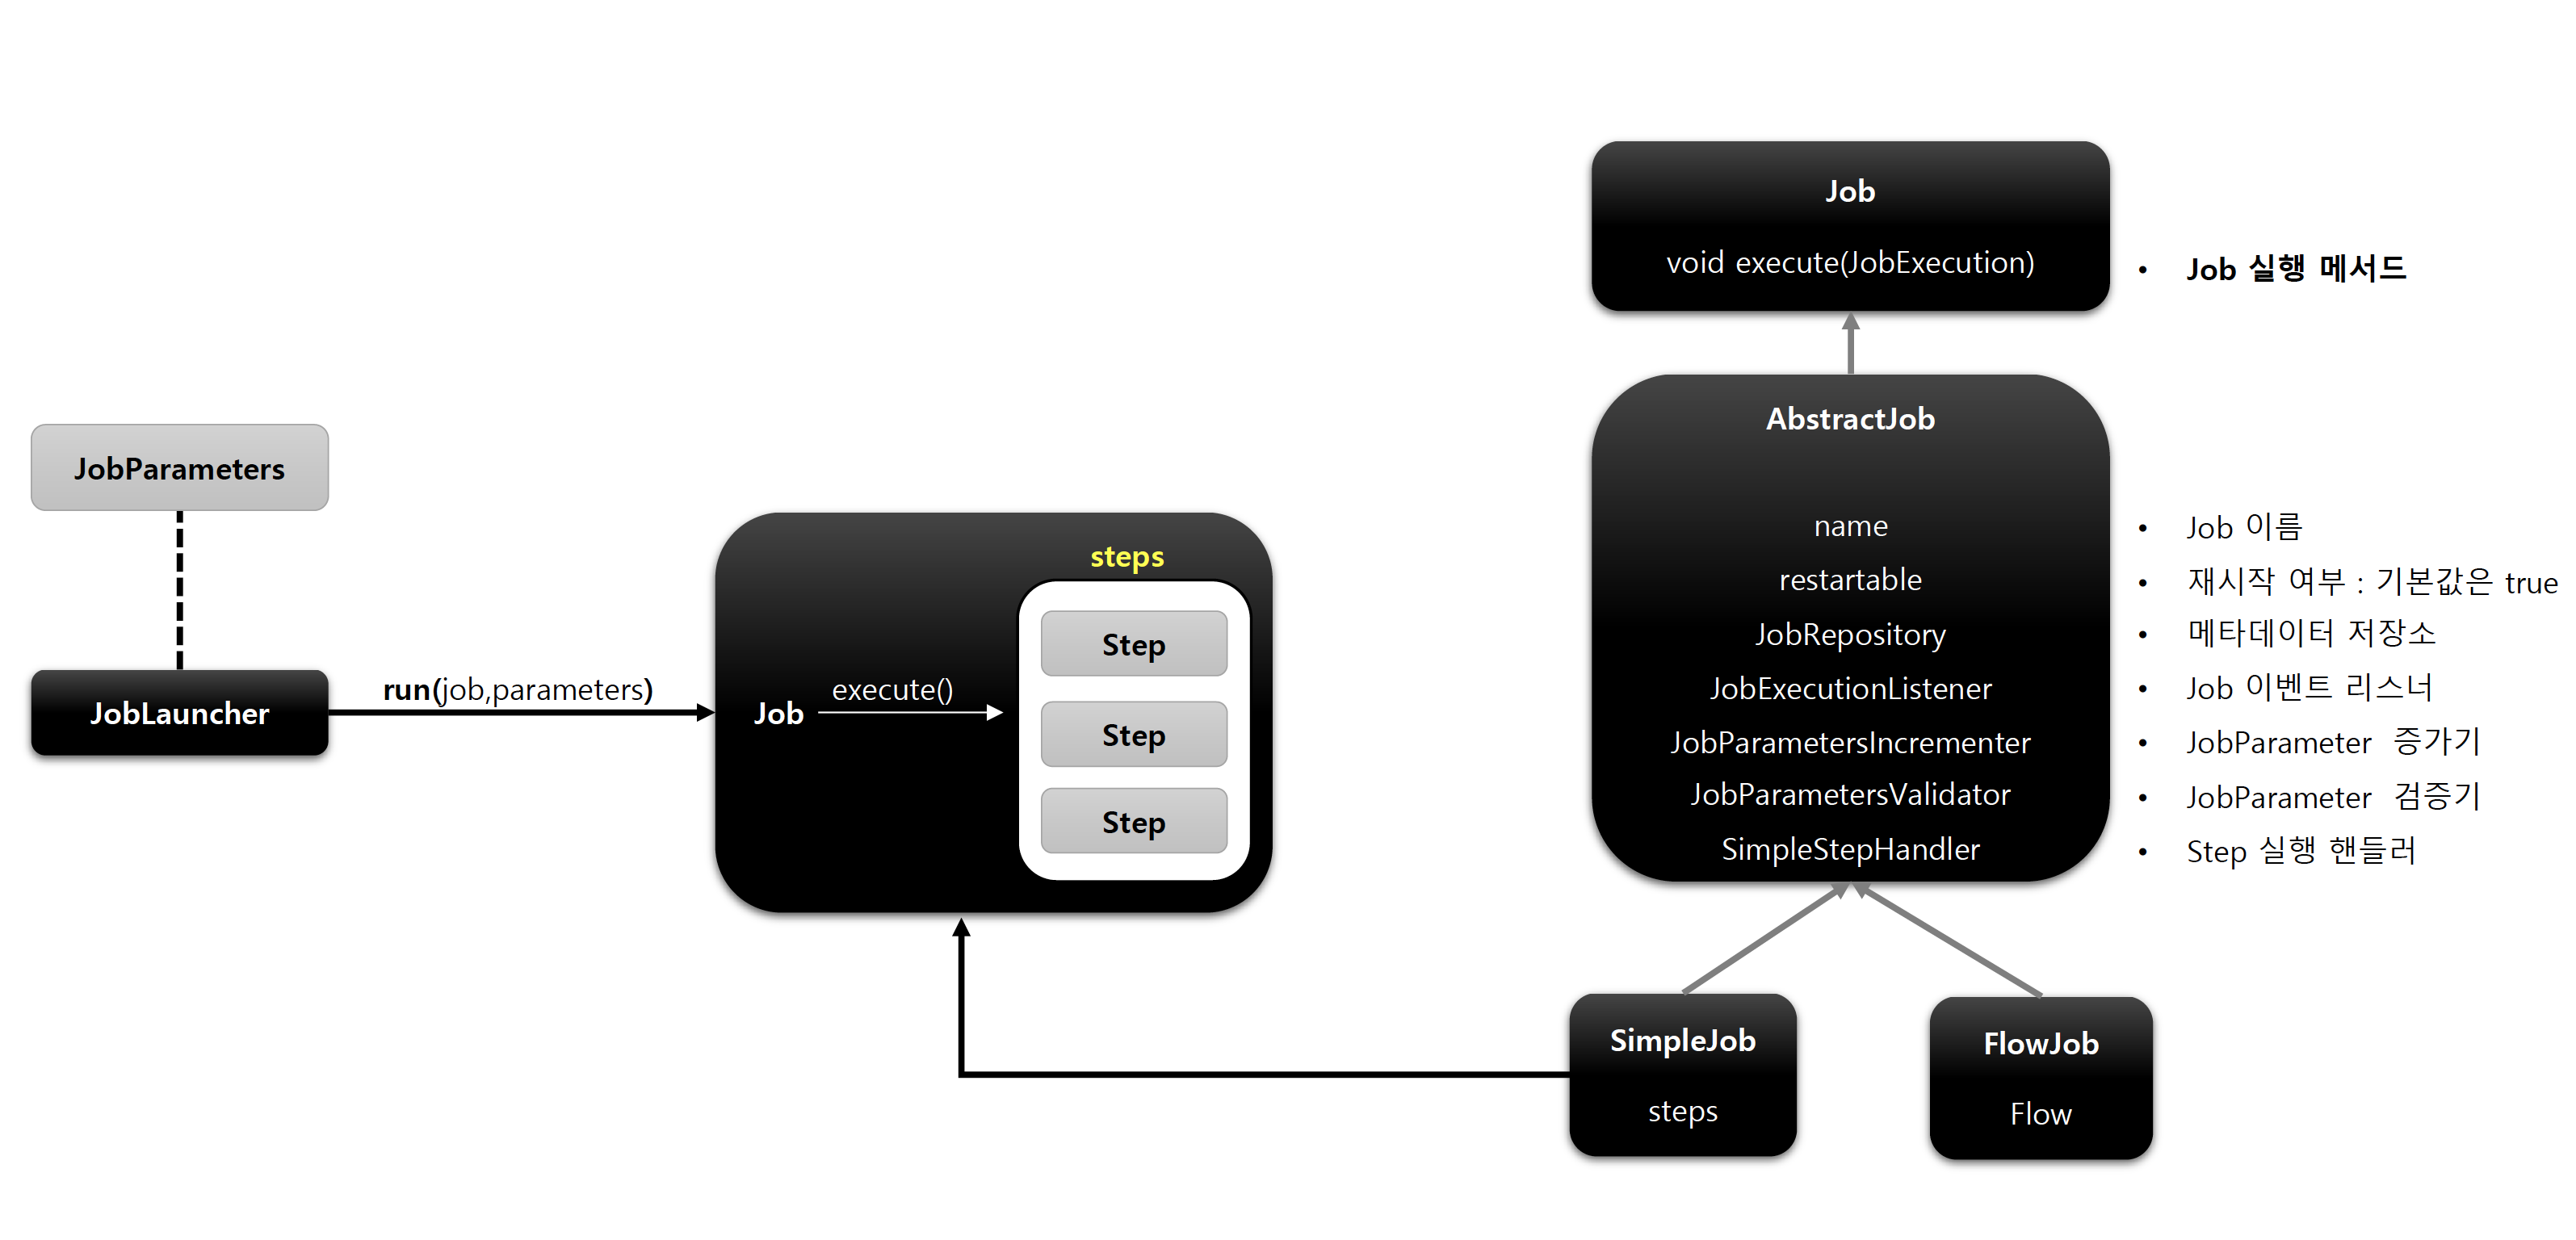 JobParameters
JobLauncher
run(job,parameters)
Job
execute()
steps
Step
Step
Step
Job
void execute(JobExecution)
• Job 실행 메서드
AbstractJob
name
• Job 이름
restartable
• 재시작 여부 : 기본값은 true
JobRepository
• 메타데이터 저장소
JobExecutionListener
• Job 이벤트 리스너
JobParametersIncrementer
• JobParameter 증가기
JobParametersValidator
• JobParameter 검증기
SimpleStepHandler
• Step 실행 핸들러
SimpleJob
steps
FlowJob
Flow